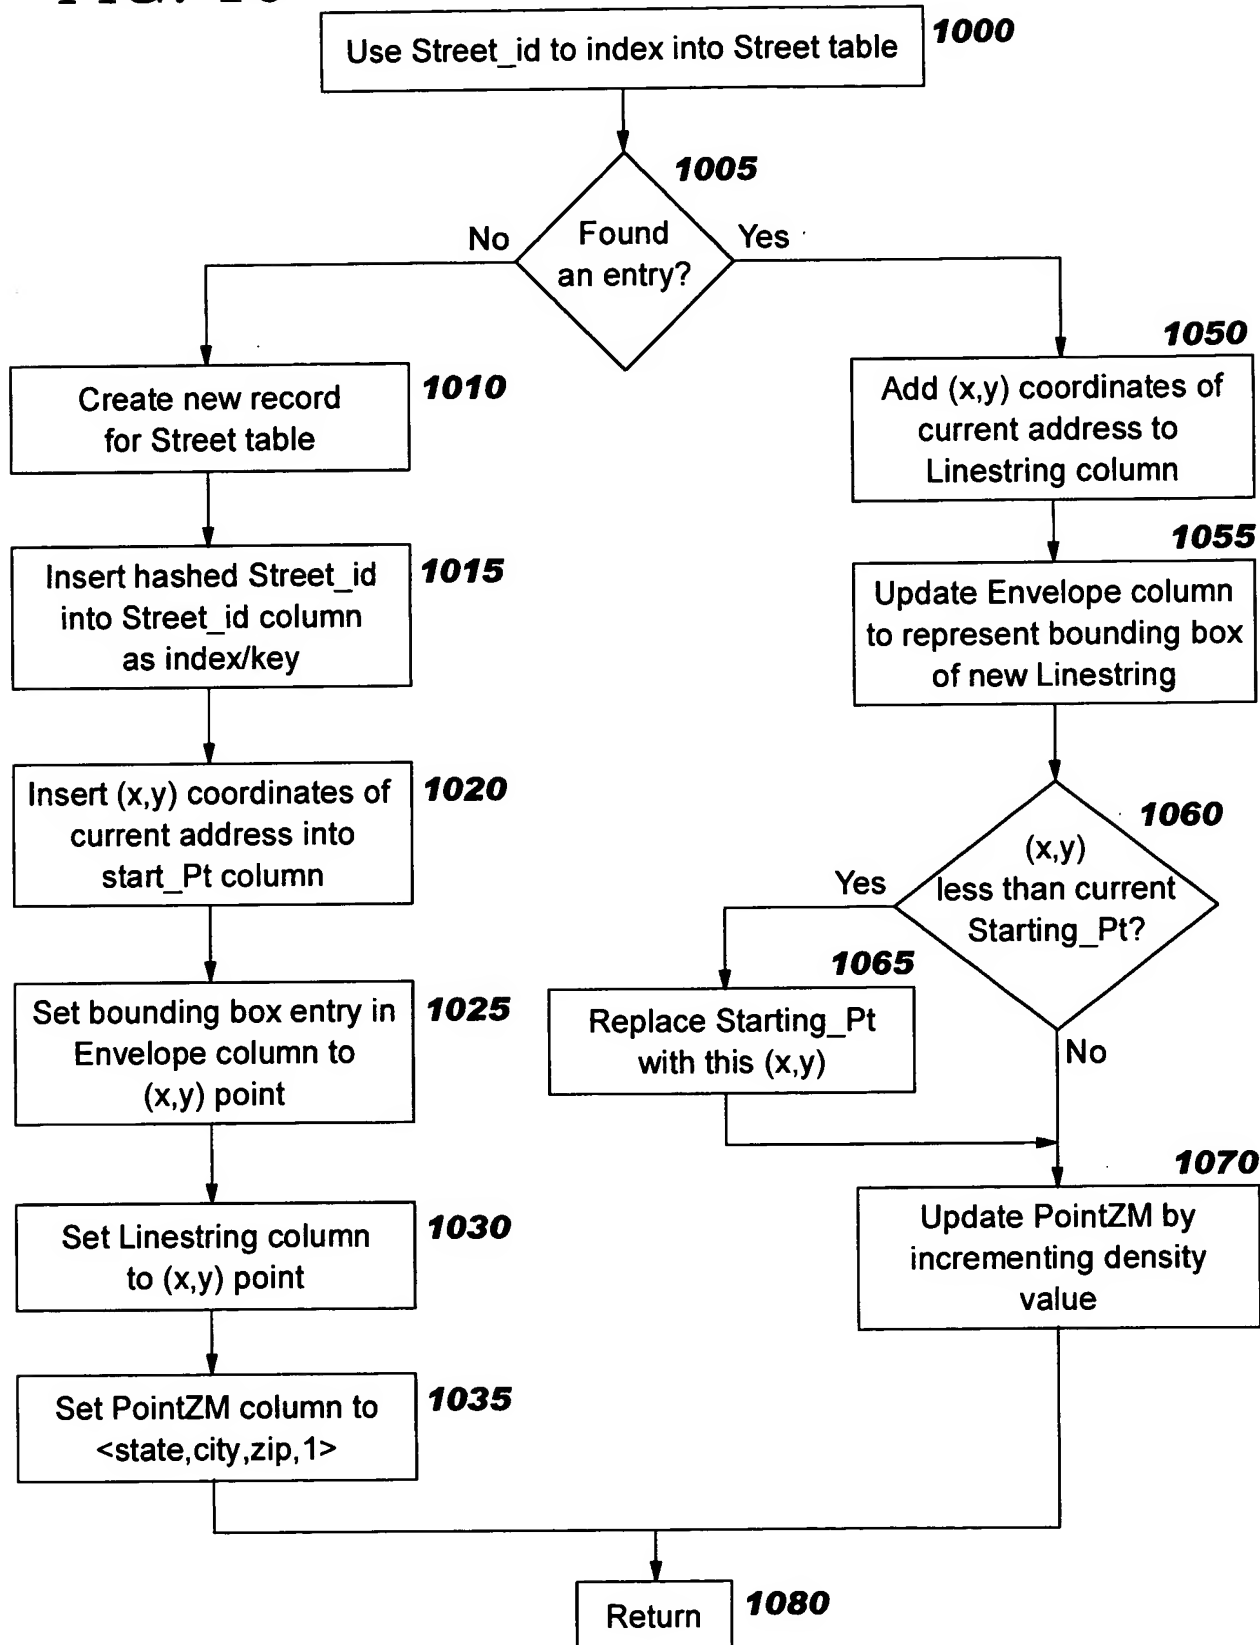 Use Street_id to index into Street table
1000
1005
Found
an entry?
No
Yes
Create new record
for Street table
1010
Insert hashed Street_id
into Street_id column
as index/key
1015
Insert (x,y) coordinates of
current address into
start_Pt column
1020
Set bounding box entry in
Envelope column to
(x,y) point
1025
Set Linestring column
to (x,y) point
1030
Set PointZM column to
<state,city,zip,1>
1035
1050
Add (x,y) coordinates of
current address to
Linestring column
1055
Update Envelope column
to represent bounding box
of new Linestring
1060
(x,y)
less than current
Starting_Pt?
Yes
No
1065
Replace Starting_Pt
with this (x,y)
1070
Update PointZM by
incrementing density
value
Return
1080